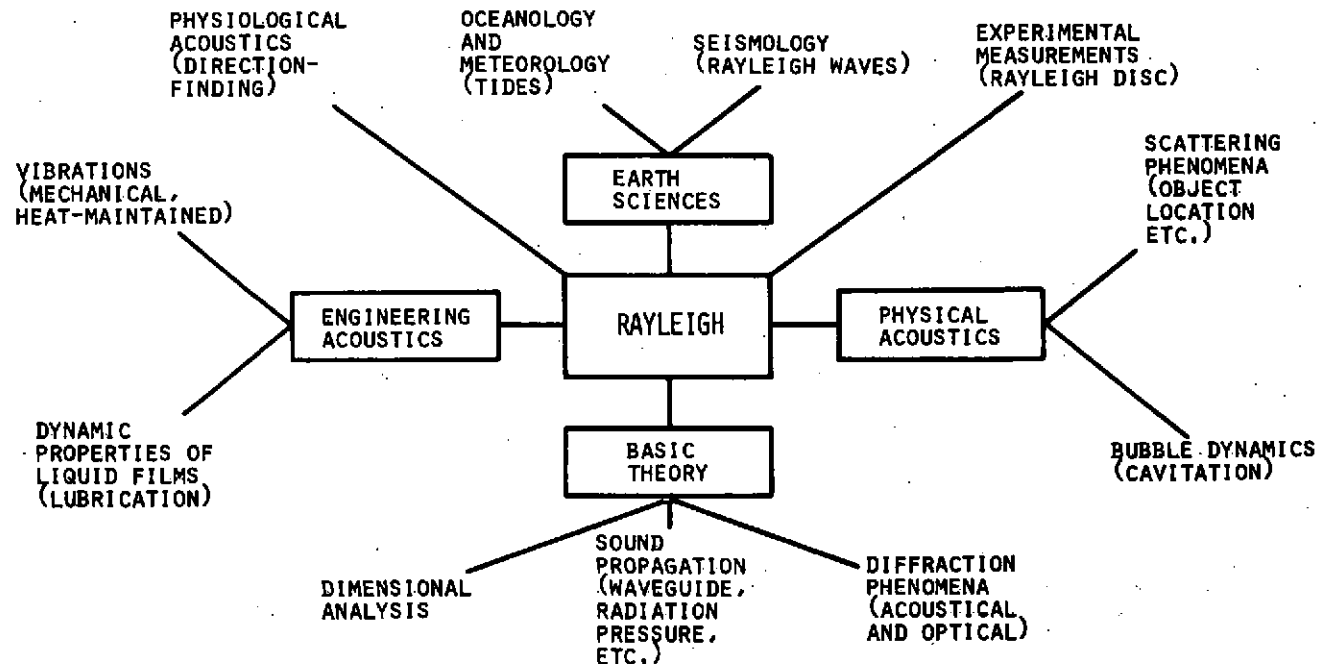 PHYSIOLOGICAL
ACOUSTICS
(DIRECTION-
FINDING)
OCEANOLOGY
AND
METEOROLOGY
(TIDES)
SEISMOLOGY
(RAYLEIGH WAVES)
EXPERIMENTAL
MEASUREMENTS
(RAYLEIGH DISC)
VIBRATIONS
(MECHANICAL,
HEAT-MAINTAINED)
EARTH
SCIENCES
SCATTERING
PHENOMENA
(OBJECT
LOCATION
ETC.)
ENGINEERING
ACOUSTICS
RAYLEIGH
PHYSICAL
ACOUSTICS
DYNAMIC
PROPERTIES OF
LIQUID FILMS
(LUBRICATION)
BASIC
THEORY
BUBBLE DYNAMICS
(CAVITATION)
DIMENSIONAL
ANALYSIS
SOUND
PROPAGATION
(WAVEGUIDE,
RADIATION
PRESSURE,
ETC.)
DIFFRACTION
PHENOMENA
(ACOUSTICAL
AND OPTICAL)